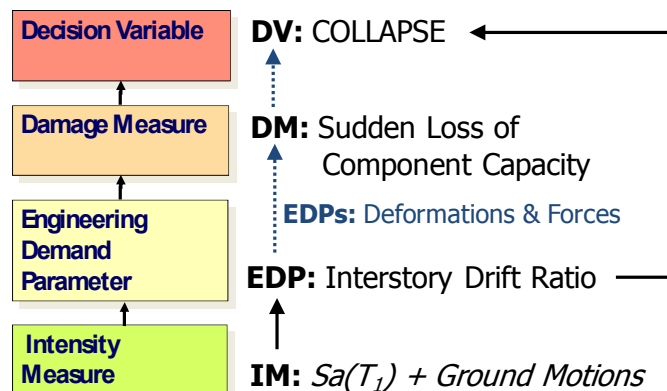 Decision Variable
DV: COLLAPSE
Damage Measure
DM: Sudden Loss of
Component Capacity
EDPs: Deformations & Forces
Engineering
Demand
Parameter
EDP: Interstory Drift Ratio
Intensity
Measure
IM: Sa(T₁) + Ground Motions